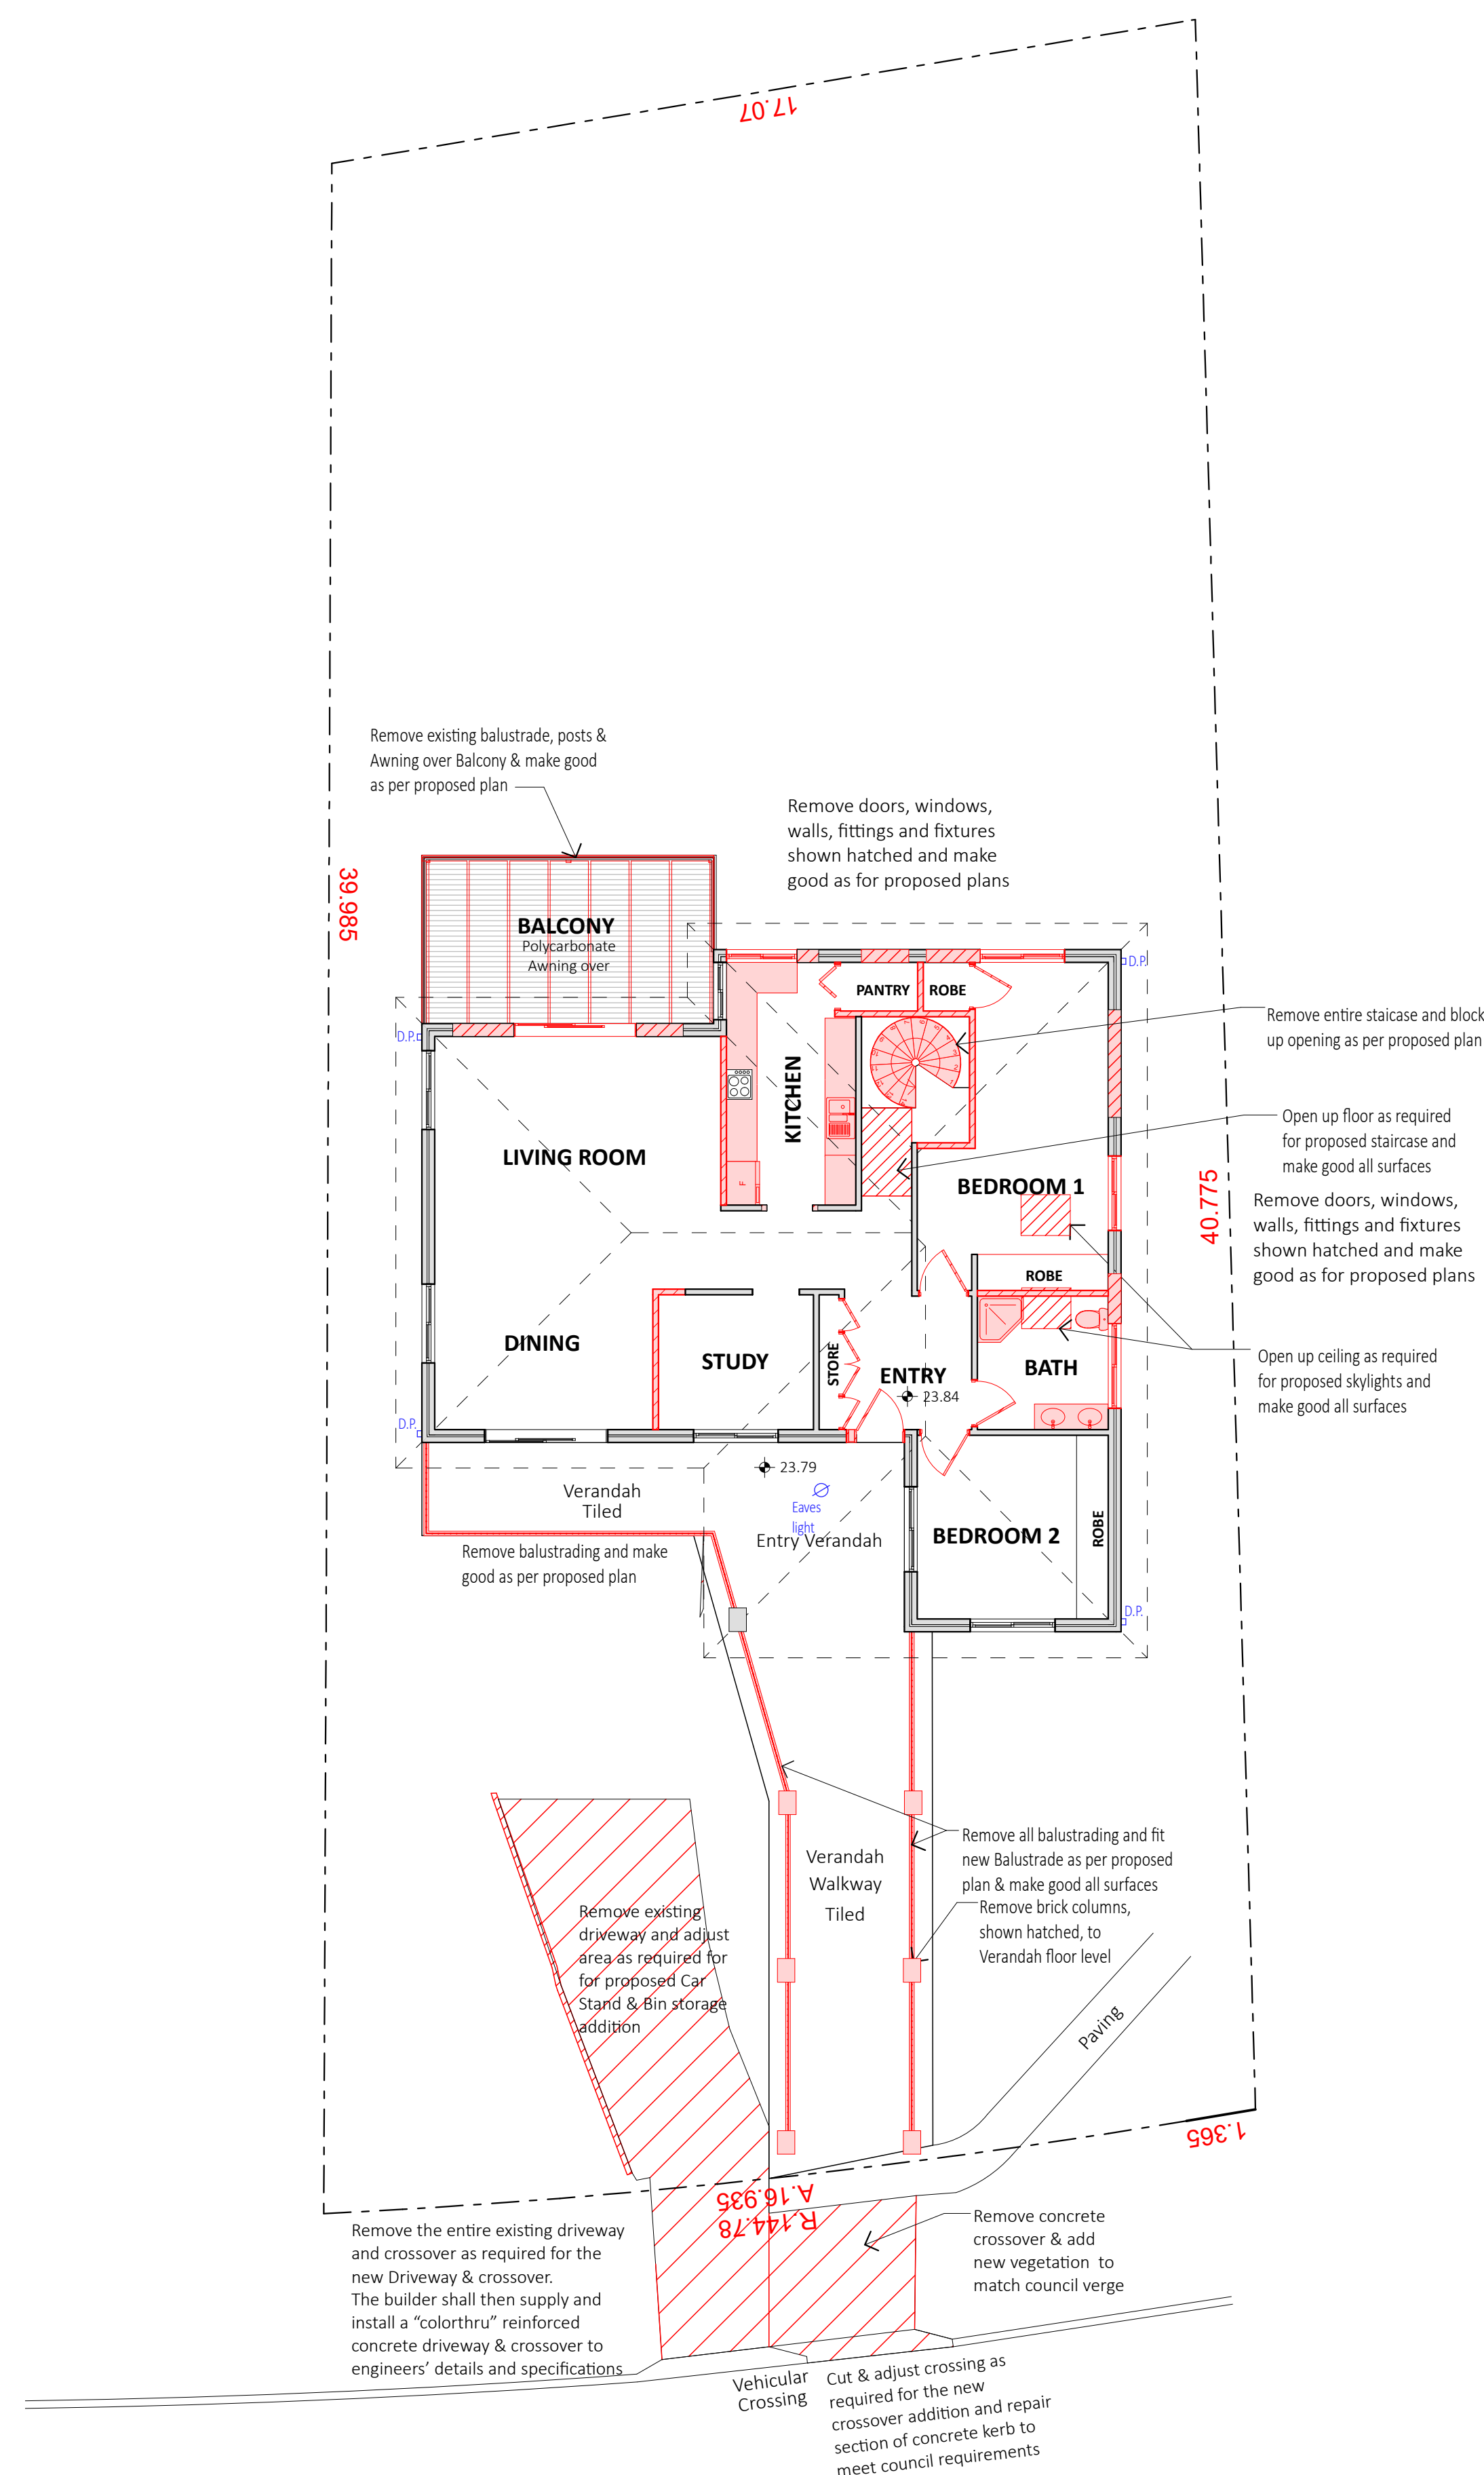 17.07
Remove existing balustrade, posts &
Awning over Balcony & make good
as per proposed plan
Remove doors, windows,
walls, fittings and fixtures
shown hatched and make
good as for proposed plans
39.985
BALCONY
Polycarbonate
Awning over
D.P.
D.P.
PANTRY
ROBE
Remove entire staicase and block
up opening as per proposed plan
KITCHEN
F
LIVING ROOM
Open up floor as required
for proposed staircase and
make good all surfaces
BEDROOM 1
40.775
Remove doors, windows,
walls, fittings and fixtures
shown hatched and make
good as for proposed plans
ROBE
DINING
STUDY
STORE
ENTRY
23.84
BATH
Open up ceiling as required
for proposed skylights and
make good all surfaces
D.P.
23.79
Verandah
Tiled
Eaves
light
Entry Verandah
BEDROOM 2
ROBE
Remove balustrading and make
good as per proposed plan
D.P.
Verandah
Walkway
Tiled
Remove all balustrading and fit
new Balustrade as per proposed
plan & make good all surfaces
Remove brick columns,
shown hatched, to
Verandah floor level
Remove existing
driveway and adjust
area as required for
for proposed Car
Stand & Bin storage
addition
Paving
1.365
A.16.935
R.144.78
Remove the entire existing driveway
and crossover as required for the
new Driveway & crossover.
The builder shall then supply and
install a “colorthru” reinforced
concrete driveway & crossover to
engineers’ details and specifications
Remove concrete
crossover & add
new vegetation to
match council verge
Vehicular
Crossing
Cut & adjust crossing as
required for the new
crossover addition and repair
section of concrete kerb to
meet council requirements